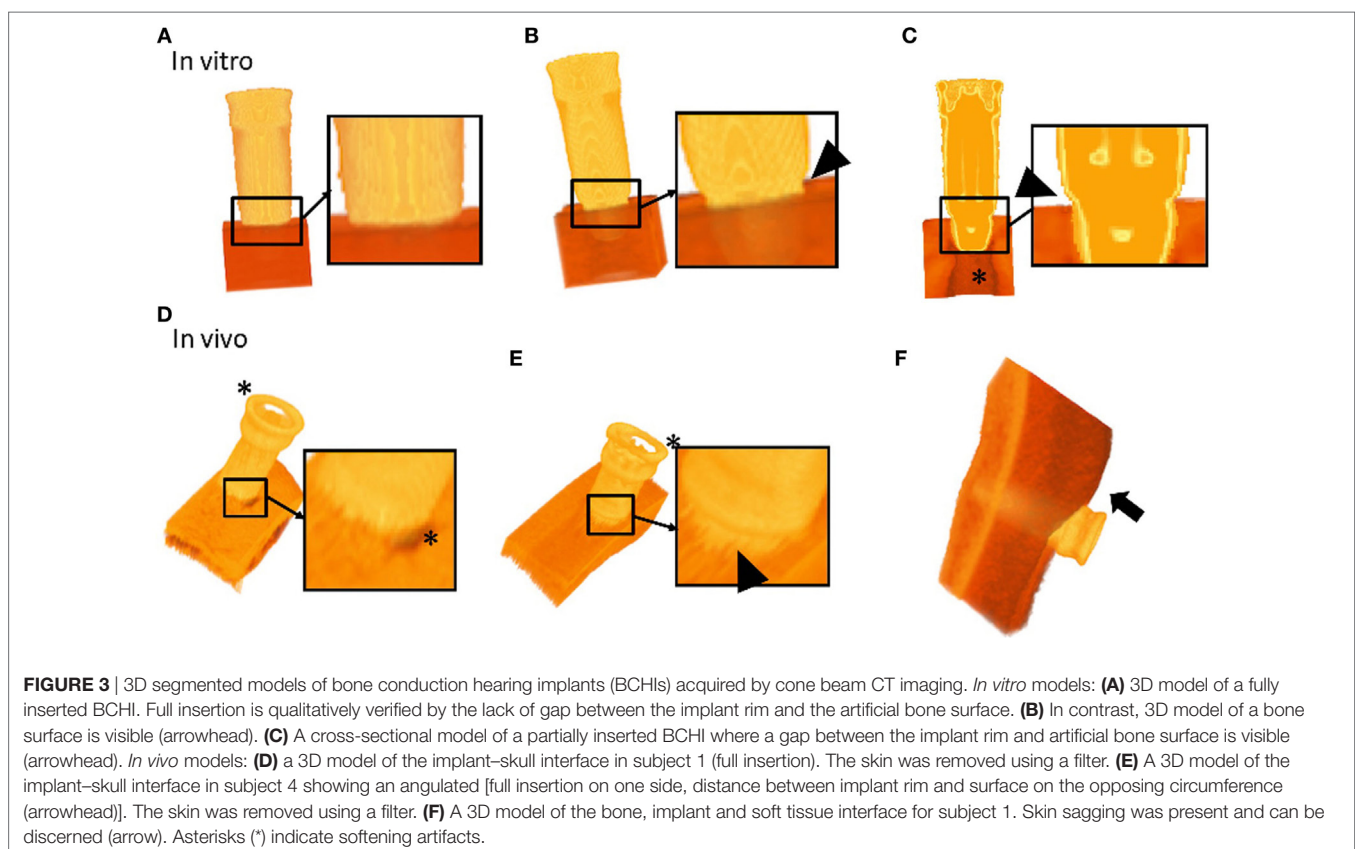 A
In vitro
B
C
*
D
In vivo
*
*
E
*
F
FIGURE 3 | 3D segmented models of bone conduction hearing implants (BCHIs) acquired by cone beam CT imaging. In vitro models: (A) 3D model of a fully
inserted BCHI. Full insertion is qualitatively verified by the lack of gap between the implant rim and the artificial bone surface. (B) In contrast, 3D model of a bone
surface is visible (arrowhead). (C) A cross-sectional model of a partially inserted BCHI where a gap between the implant rim and artificial bone surface is visible
(arrowhead). In vivo models: (D) a 3D model of the implant–skull interface in subject 1 (full insertion). The skin was removed using a filter. (E) A 3D model of the
implant–skull interface in subject 4 showing an angulated [full insertion on one side, distance between implant rim and surface on the opposing circumference
(arrowhead)]. The skin was removed using a filter. (F) A 3D model of the bone, implant and soft tissue interface for subject 1. Skin sagging was present and can be
discerned (arrow). Asterisks (*) indicate softening artifacts.